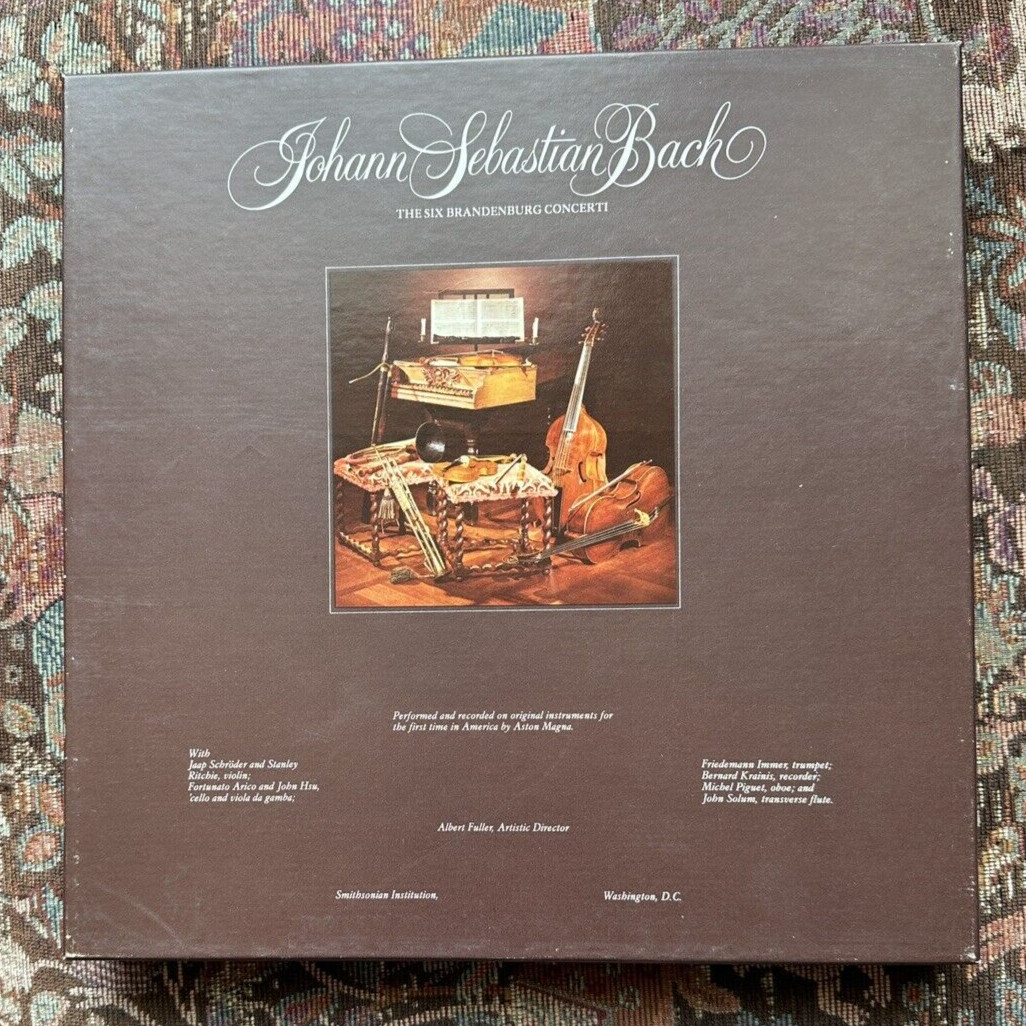 Johann Sebastian Bach
THE SIX BRANDENBURG CONCERTI
Performed and recorded on original instruments for
the first time in America by Aston Magna.
With
Jaap Schröder and Stanley
Ritchie, violin;
Fortunato Arico and John Hsu,
'cello and viola da gamba;
Friedemann Immer, trumpet;
Bernard Krainis, recorder;
Michel Piguet, oboe; and
John Solum, transverse flute.
Albert Fuller, Artistic Director
Smithsonian Institution, Washington, D.C.